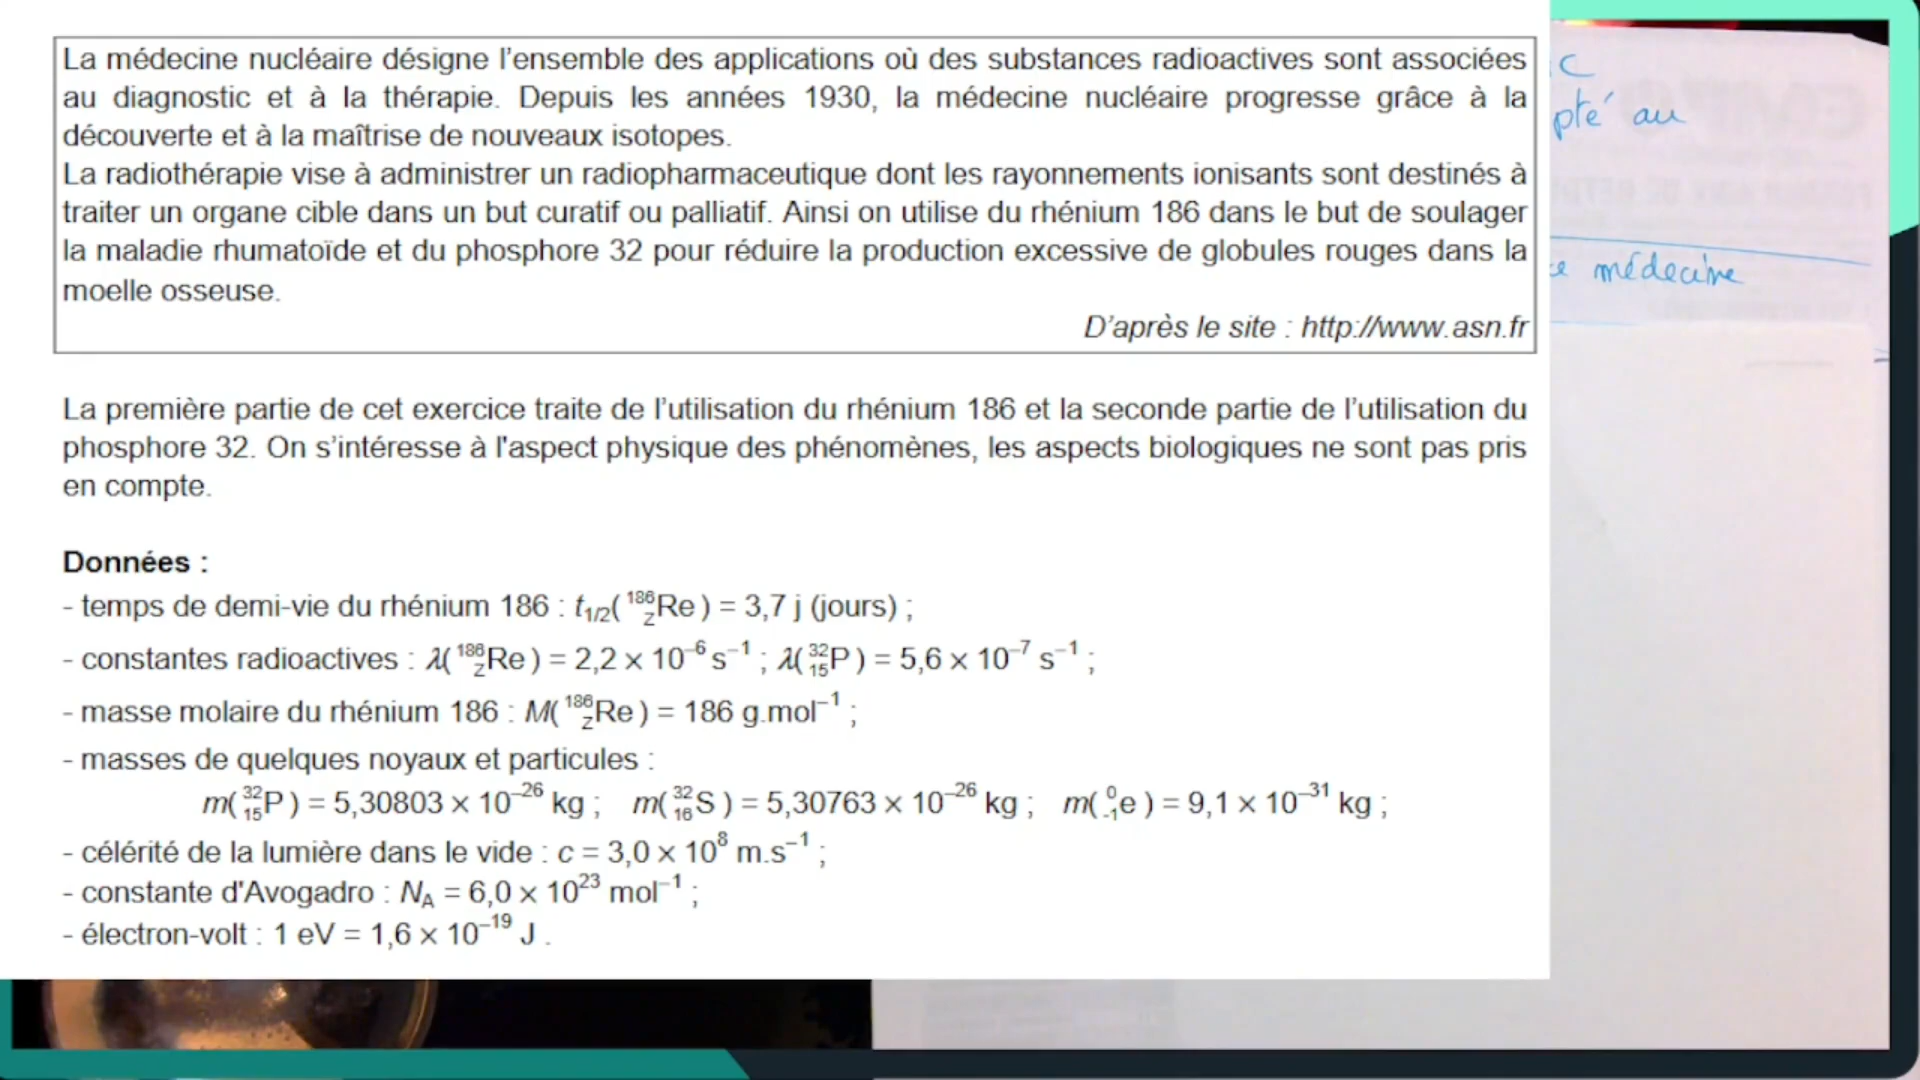 La médecine nucléaire désigne l'ensemble des applications où des substances radioactives sont associées
au diagnostic et à la thérapie. Depuis les années 1930, la médecine nucléaire progresse grâce à la
découverte et à la maîtrise de nouveaux isotopes.
La radiothérapie vise à administrer un radiopharmaceutique dont les rayonnements ionisants sont destinés à
traiter un organe cible dans un but curatif ou palliatif. Ainsi on utilise du rhénium 186 dans le but de soulager
la maladie rhumatoïde et du phosphore 32 pour réduire la production excessive de globules rouges dans la
moelle osseuse.
D'après le site : http://www.asn.fr
La première partie de cet exercice traite de l'utilisation du rhénium 186 et la seconde partie de l'utilisation du
phosphore 32. On s'intéresse à l'aspect physique des phénomènes, les aspects biologiques ne sont pas pris
en compte.
Données :
- temps de demi-vie du rhénium 186 : t₁/₂(¹⁸⁶_Z Re) = 3,7 j (jours) ;
- constantes radioactives : λ(¹⁸⁶_Z Re) = 2,2 × 10⁻⁶ s⁻¹ ; λ(³²₁₅P) = 5,6 × 10⁻⁷ s⁻¹ ;
- masse molaire du rhénium 186 : M(¹⁸⁶_Z Re) = 186 g.mol⁻¹ ;
- masses de quelques noyaux et particules :
m(³²₁₅P) = 5,30803 × 10⁻²⁶ kg ; m(³²₁₆S) = 5,30763 × 10⁻²⁶ kg ; m(⁰₋₁e) = 9,1 × 10⁻³¹ kg ;
- célérité de la lumière dans le vide : c = 3,0 × 10⁸ m.s⁻¹ ;
- constante d'Avogadro : N_A = 6,0 × 10²³ mol⁻¹ ;
- électron-volt : 1 eV = 1,6 × 10⁻¹⁹ J .
pté au
médecine